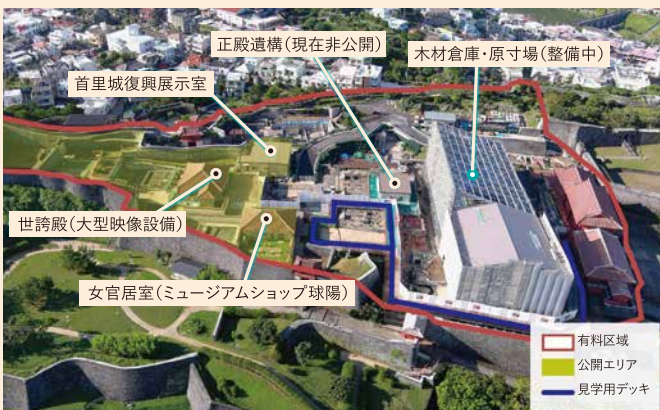 正殿遺構(現在非公開)
木材倉庫・原寸場(整備中)
首里城復興展示室
世誇殿(大型映像設備)
女官居室(ミュージアムショップ球陽)
有料区域
公開エリア
見学用デッキ